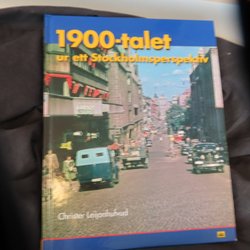 1900-talet
ur ett Stockholmsperspektiv
Christer Leijonhufvud